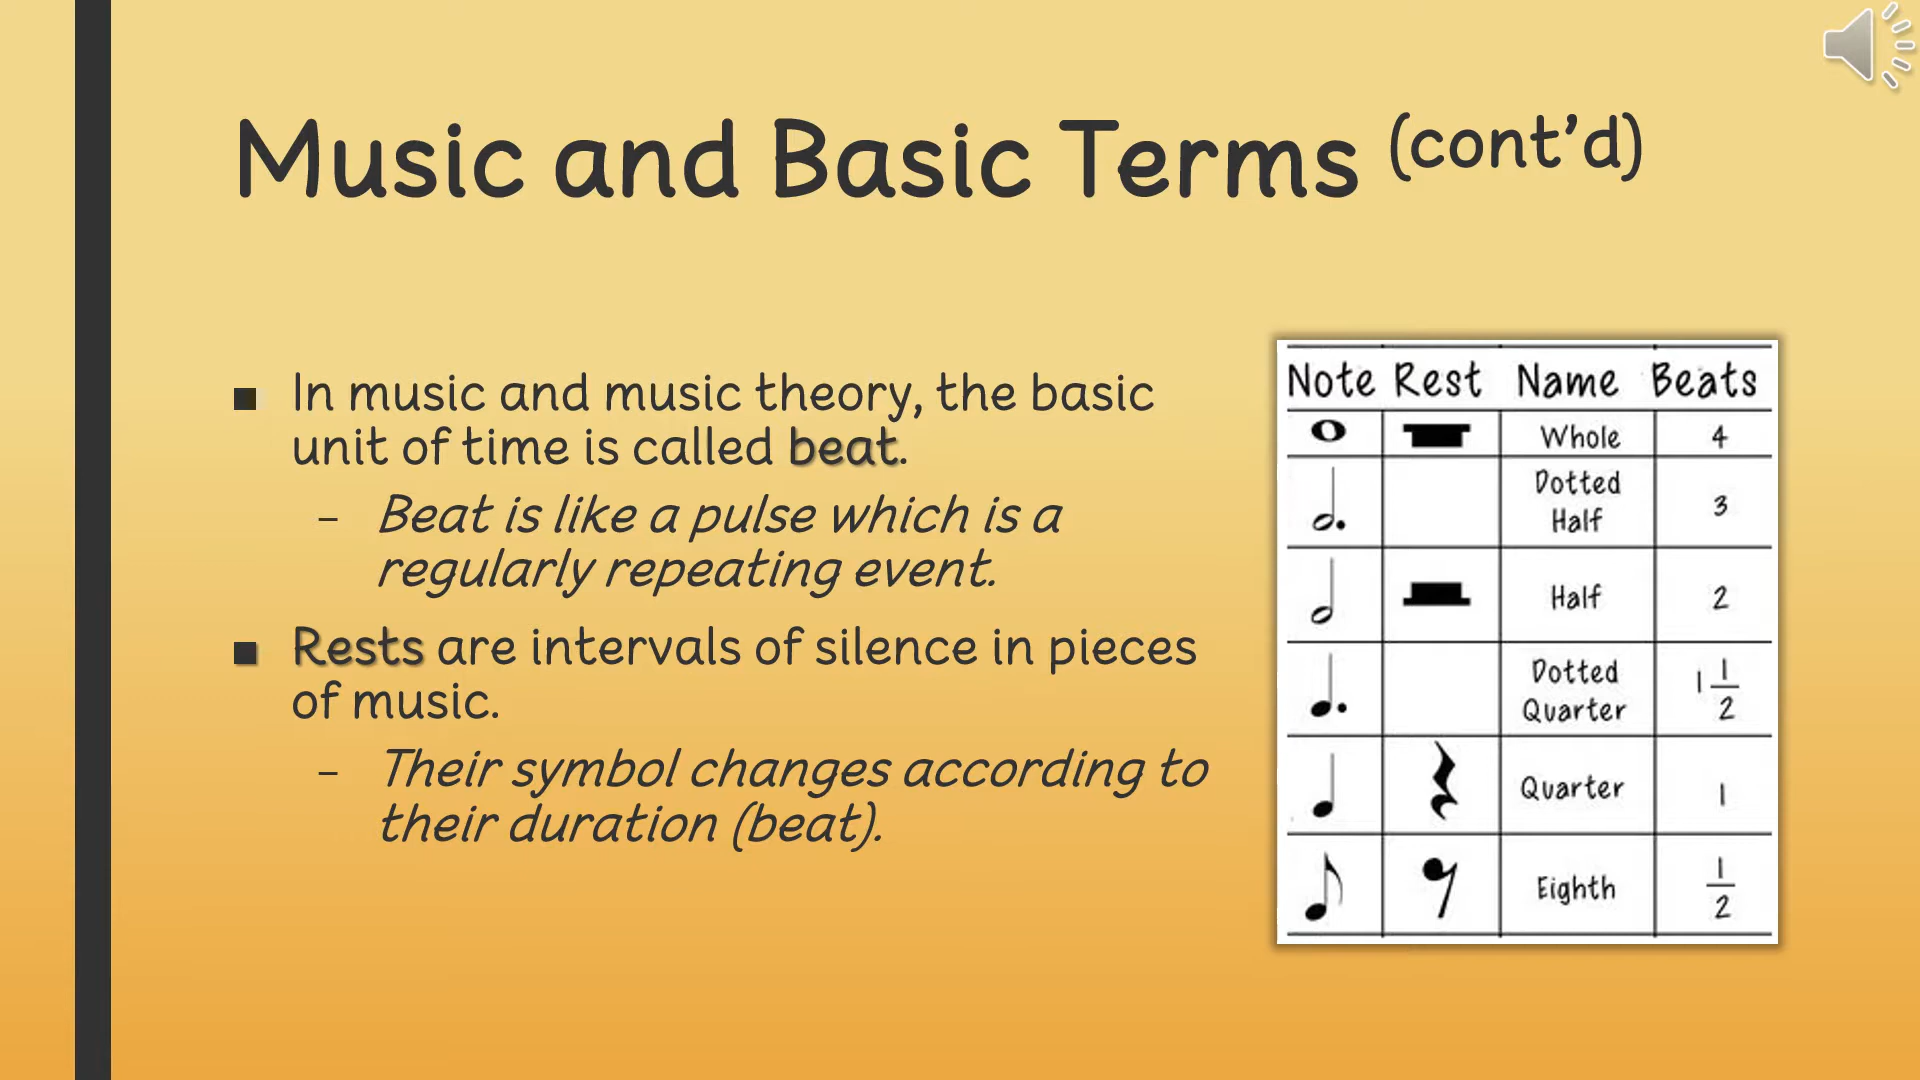 Music and Basic Terms (cont’d)
■ In music and music theory, the basic
unit of time is called beat.
– Beat is like a pulse which is a
regularly repeating event.
■ Rests are intervals of silence in pieces
of music.
– Their symbol changes according to
their duration (beat).
Note Rest Name Beats
Whole 4
Dotted
Half 3
Half 2
Dotted
Quarter 1 1/2
Quarter 1
Eighth 1/2